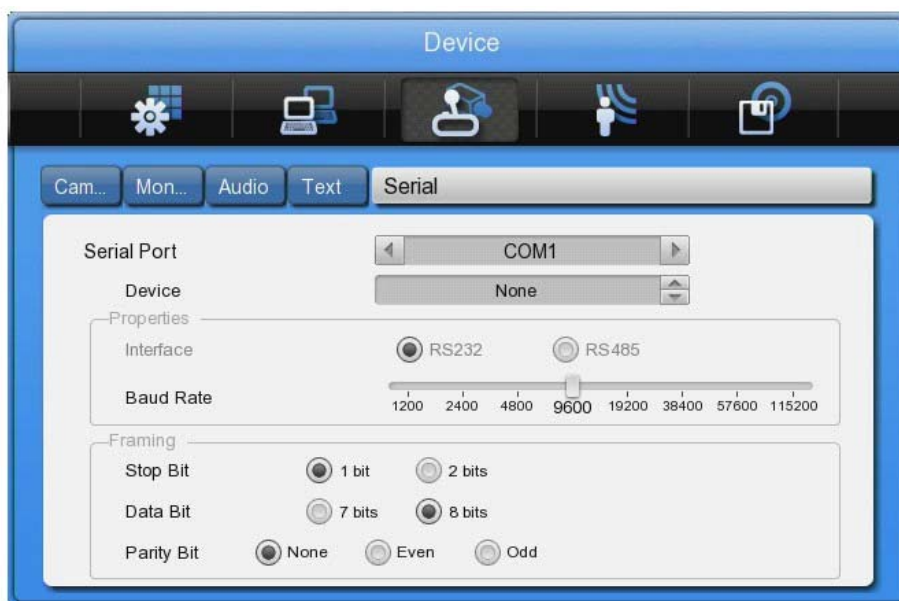 Device
Cam... Mon... Audio Text Serial
Serial Port COM1
Device None
Properties
Interface RS232 RS485
Baud Rate
1200 2400 4800 9600 19200 38400 57600 115200
Framing
Stop Bit 1 bit 2 bits
Data Bit 7 bits 8 bits
Parity Bit None Even Odd